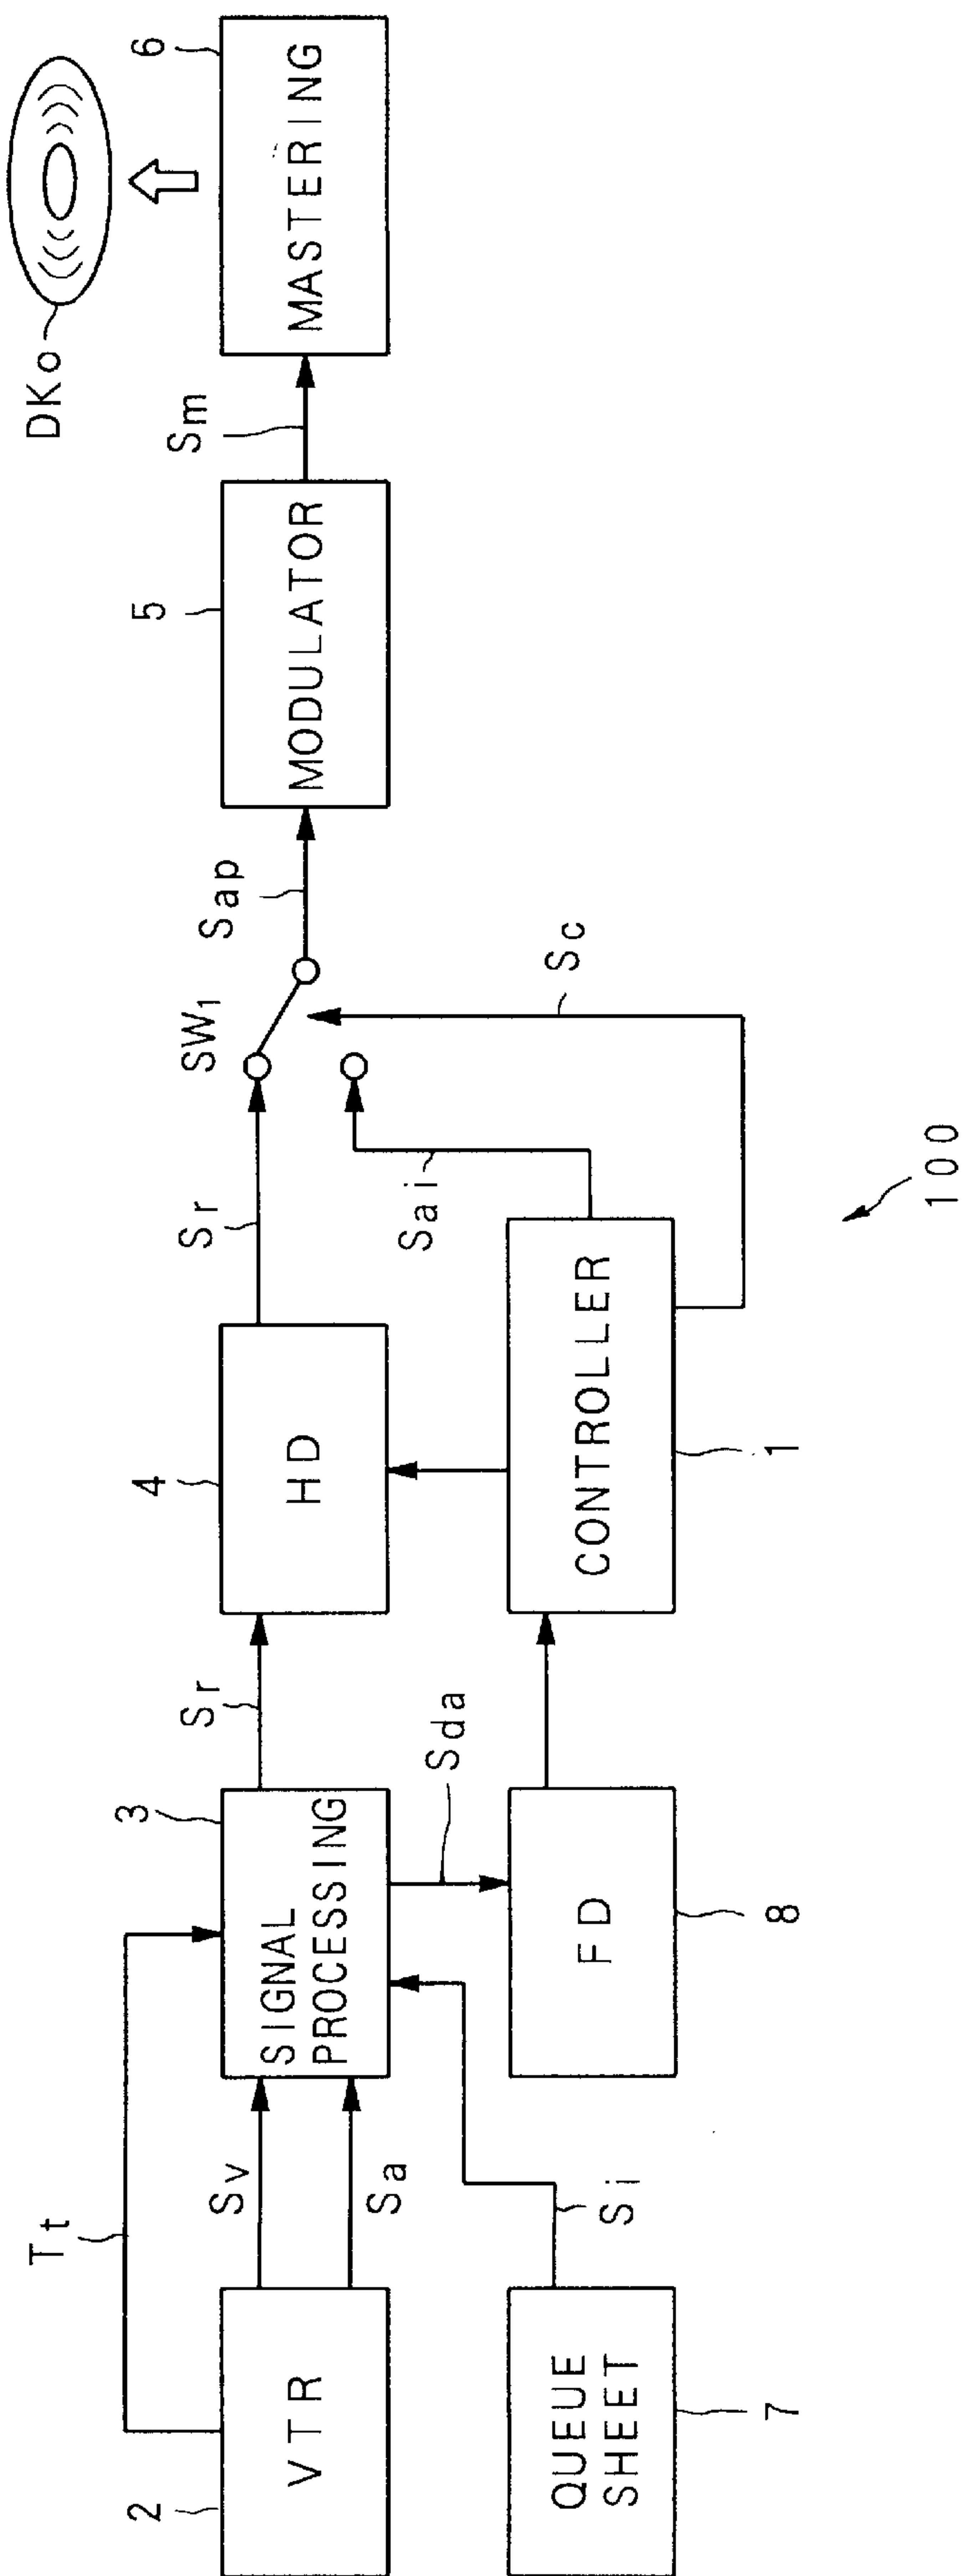 Tt
2
VTR
Sv
Sa
3
SIGNAL
PROCESSING
Sr
4
HD
Sr
SW1
Sap
5
MODULATOR
Sm
6
MASTERING
DKo
7
QUEUE
SHEET
Si
Sda
8
FD
1
CONTROLLER
Sai
Sc
100